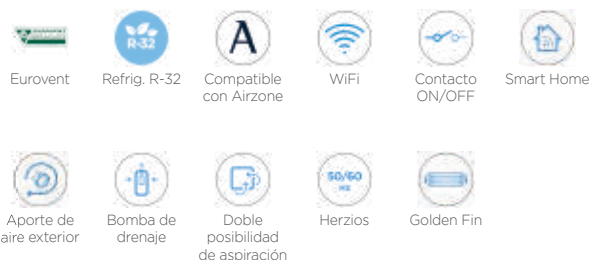 R-32
A
Eurovent
Refrig. R-32
Compatible
con Airzone
WiFi
Contacto
ON/OFF
Smart Home
50/60
Hz
Aporte de
aire exterior
Bomba de
drenaje
Doble
posibilidad
de aspiración
Herzios
Golden Fin